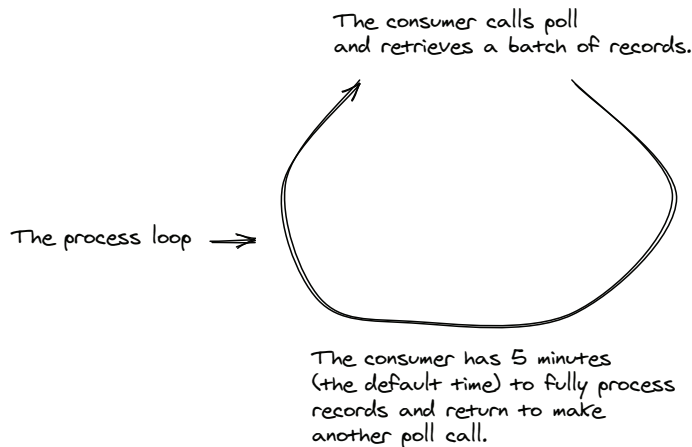 The consumer calls poll
and retrieves a batch of records.
The process loop
The consumer has 5 minutes
(the default time) to fully process
records and return to make
another poll call.